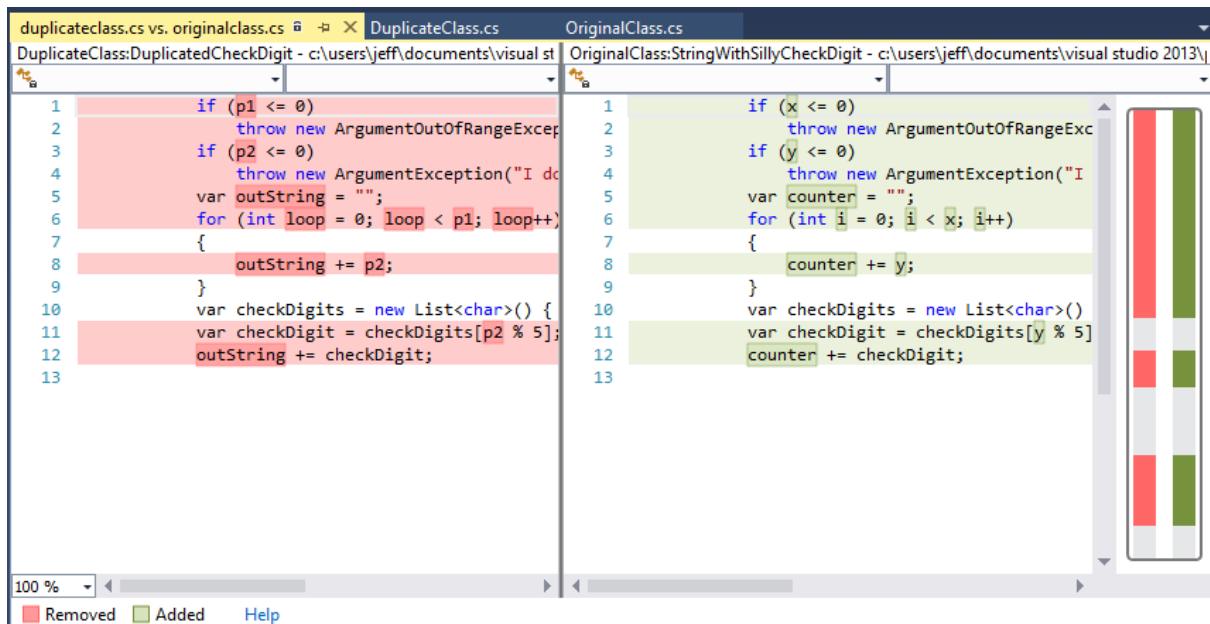 duplicateclass.cs vs. originalclass.cs DuplicateClass.cs OriginalClass.cs
DuplicateClass:DuplicatedCheckDigit - c:\users\jeff\documents\visual st
1 if (p1 <= 0)
2 throw new ArgumentOutOfRangeExcep
3 if (p2 <= 0)
4 throw new ArgumentException("I do
5 var outString = "";
6 for (int loop = 0; loop < p1; loop++)
7 {
8 outString += p2;
9 }
10 var checkDigits = new List<char>() {
11 var checkDigit = checkDigits[p2 % 5];
12 outString += checkDigit;
13
100 %
OriginalClass:StringWithSillyCheckDigit - c:\users\jeff\documents\visual studio 2013\p
1 if (x <= 0)
2 throw new ArgumentOutOfRangeExc
3 if (y <= 0)
4 throw new ArgumentException("I
5 var counter = "";
6 for (int i = 0; i < x; i++)
7 {
8 counter += y;
9 }
10 var checkDigits = new List<char>()
11 var checkDigit = checkDigits[y % 5]
12 counter += checkDigit;
13
Removed Added Help